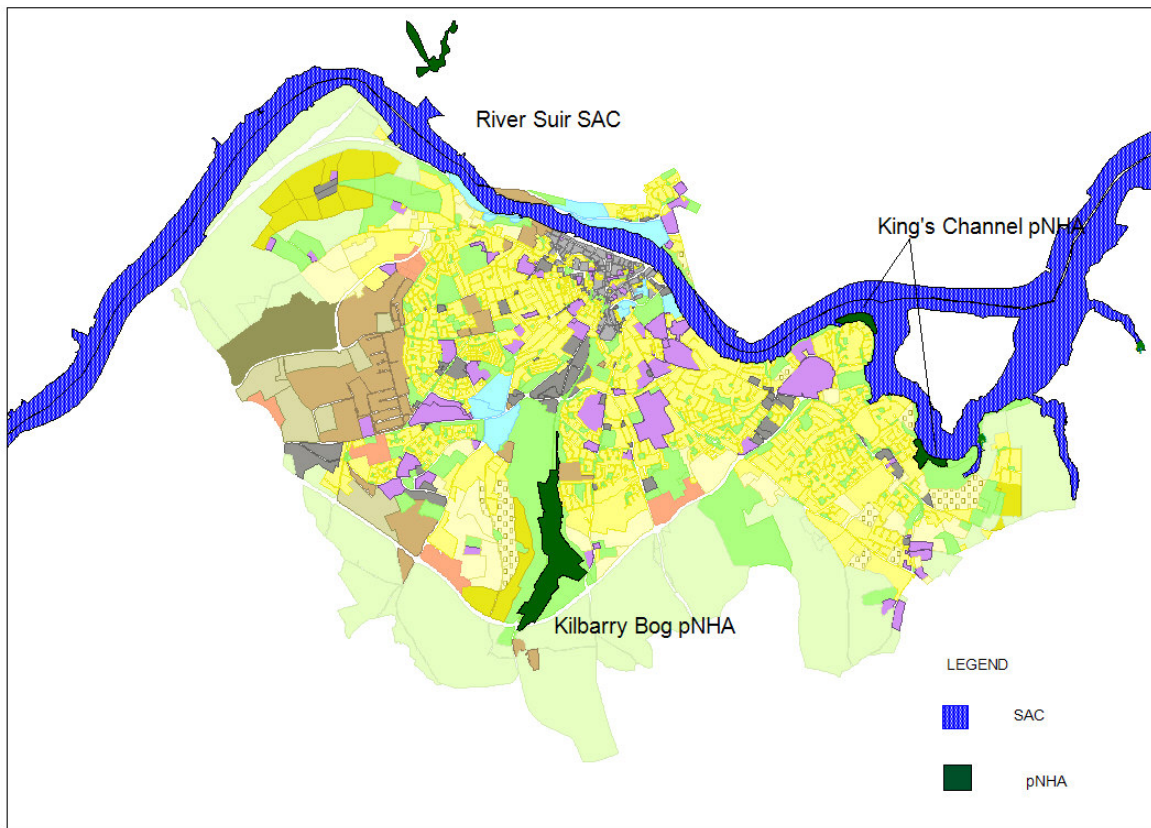 River Suir SAC
King's Channel pNHA
Kilbarry Bog pNHA
LEGEND
SAC
pNHA